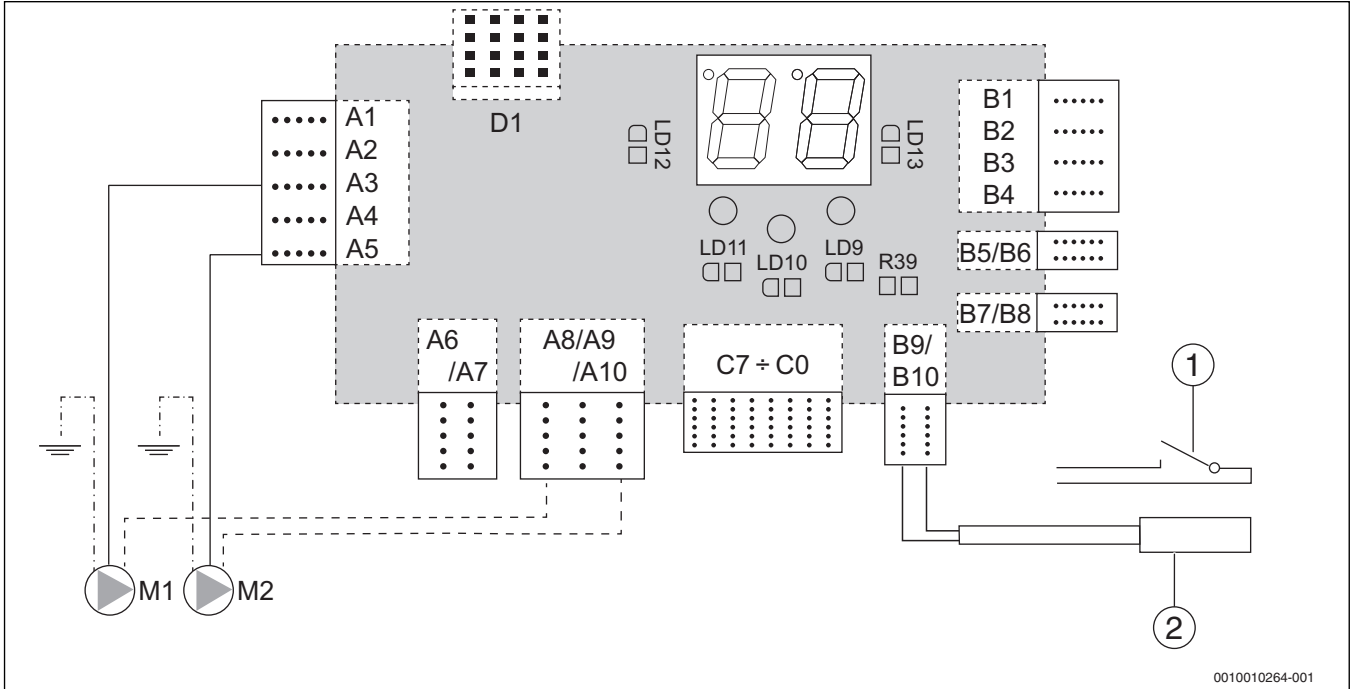 D1
A1
A2
A3
A4
A5
LD12
LD13
B1
B2
B3
B4
LD11
LD10
LD9
R39
B5/B6
B7/B8
A6
/A7
A8/A9
/A10
C7 ÷ C0
B9/
B10
1
M1
M2
2
0010010264-001